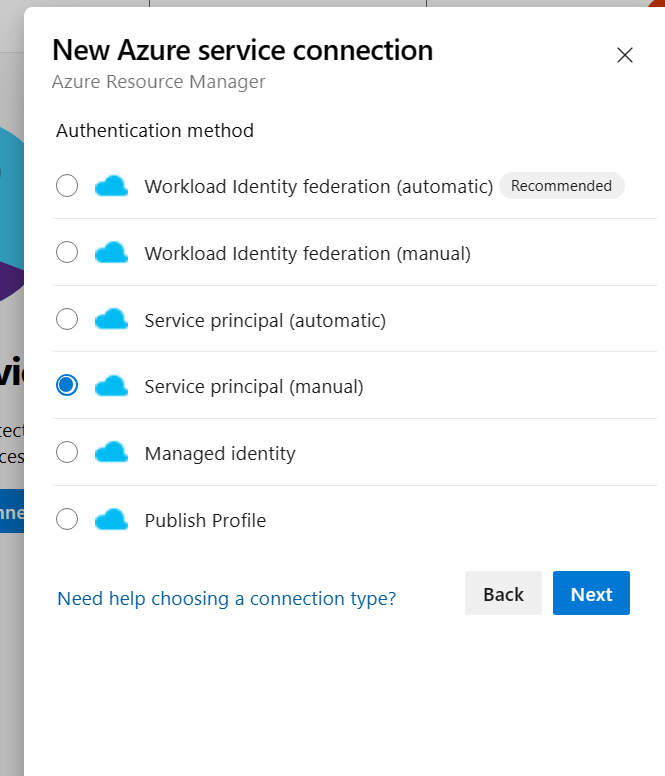 New Azure service connection
Azure Resource Manager
Authentication method
Workload Identity federation (automatic) Recommended
Workload Identity federation (manual)
Service principal (automatic)
Service principal (manual)
Managed identity
Publish Profile
Need help choosing a connection type?
Back
Next